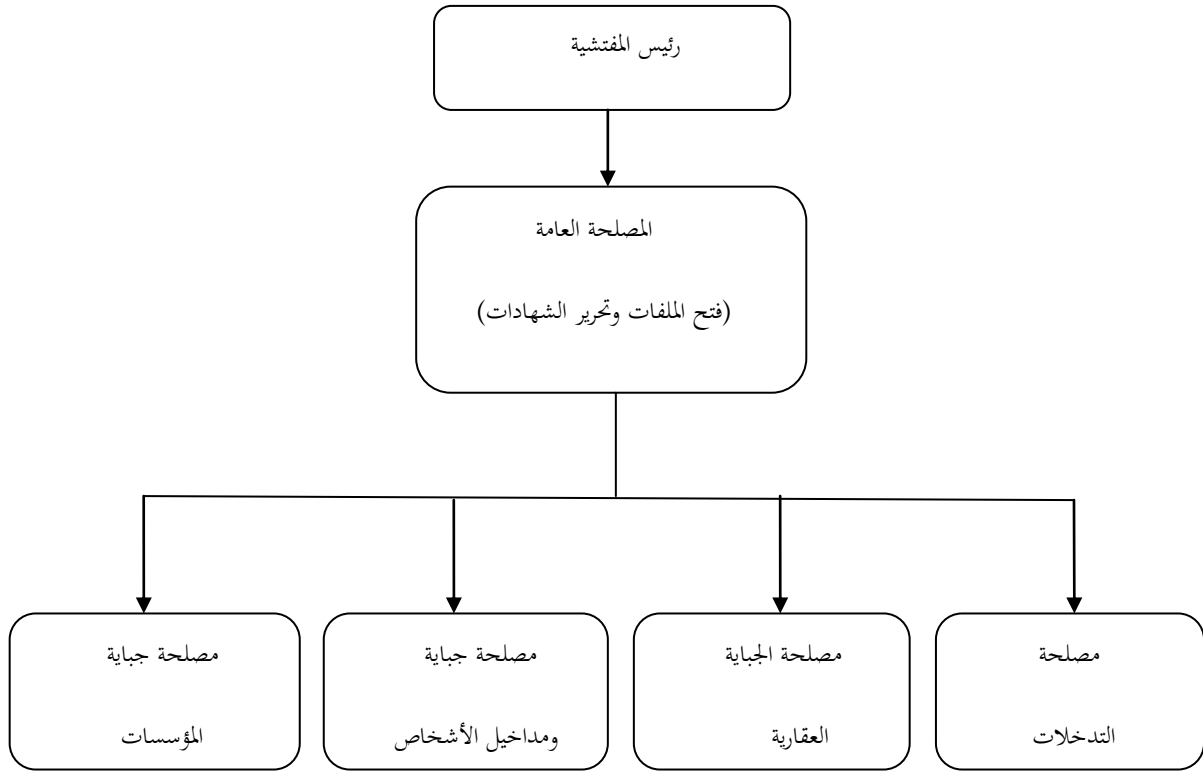 رئيس المفتشية
المصلحة العامة
(فتح الملفات وتحرير الشهادات)
مصلحة
التدخلات
مصلحة الجباية
العقارية
مصلحة جباية
ومداخيل الأشخاص
مصلحة جباية
المؤسسات